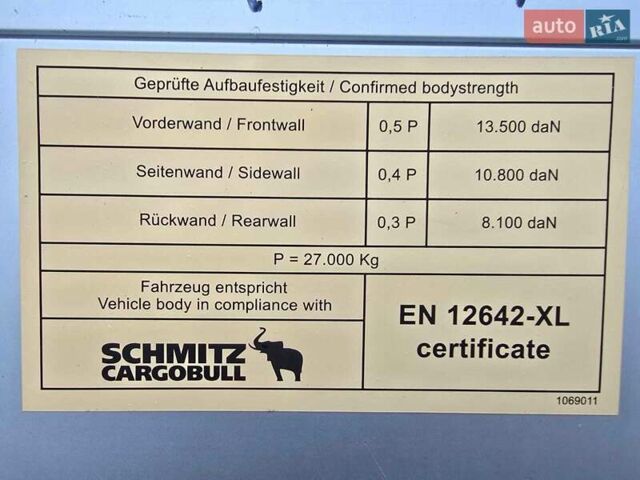 auto RIA.com
Geprüfte Aufbaufestigkeit / Confirmed bodystrength
Vorderwand / Frontwall 0,5 P 13.500 daN
Seitenwand / Sidewall 0,4 P 10.800 daN
Rückwand / Rearwall 0,3 P 8.100 daN
P = 27.000 Kg
Fahrzeug entspricht
Vehicle body in compliance with
EN 12642-XL
certificate
SCHMITZ
CARGOBULL
1069011